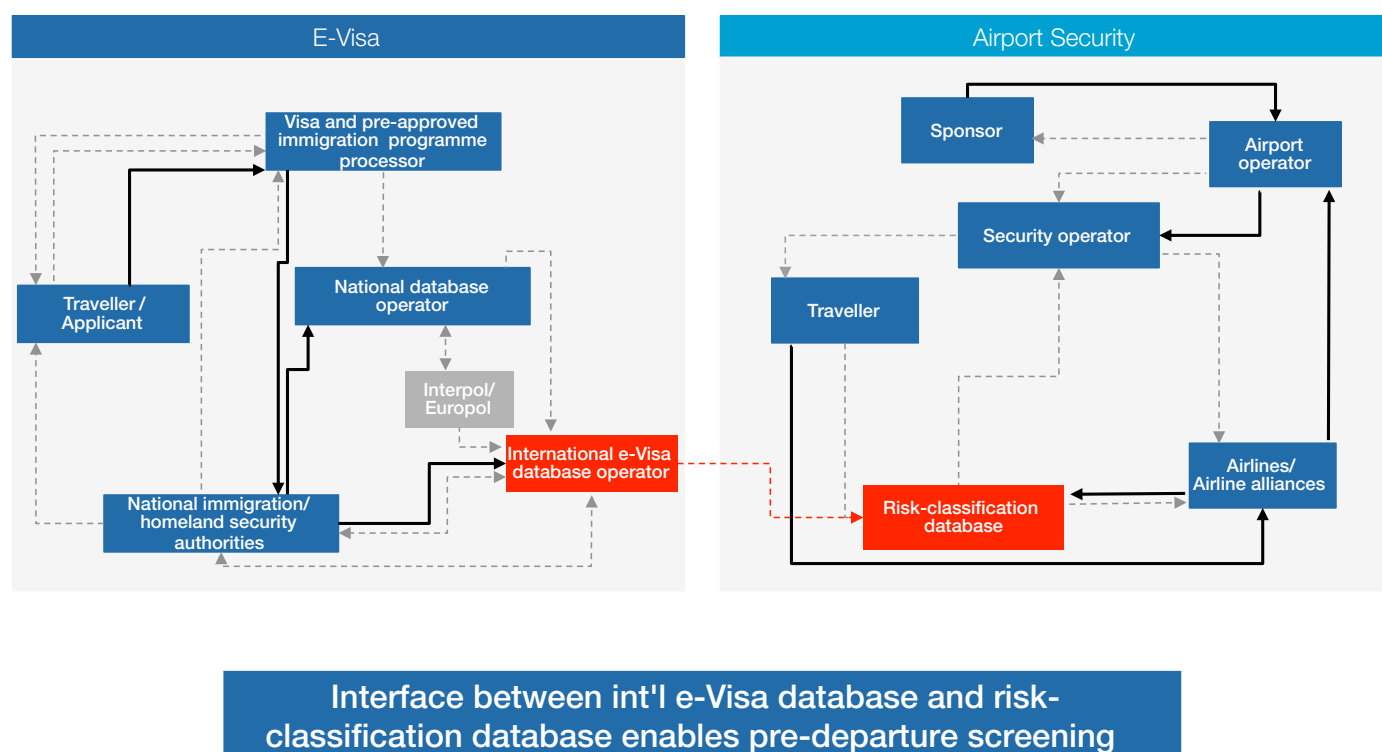 E-Visa
Visa and pre-approved
immigration programme
processor
Traveller /
Applicant
National database
operator
Interpol/
Europol
International e-Visa
database operator
National immigration/
homeland security
authorities
Airport Security
Sponsor
Airport
operator
Security operator
Traveller
Airlines/
Airline alliances
Risk-classification
database
Interface between int'l e-Visa database and risk-
classification database enables pre-departure screening